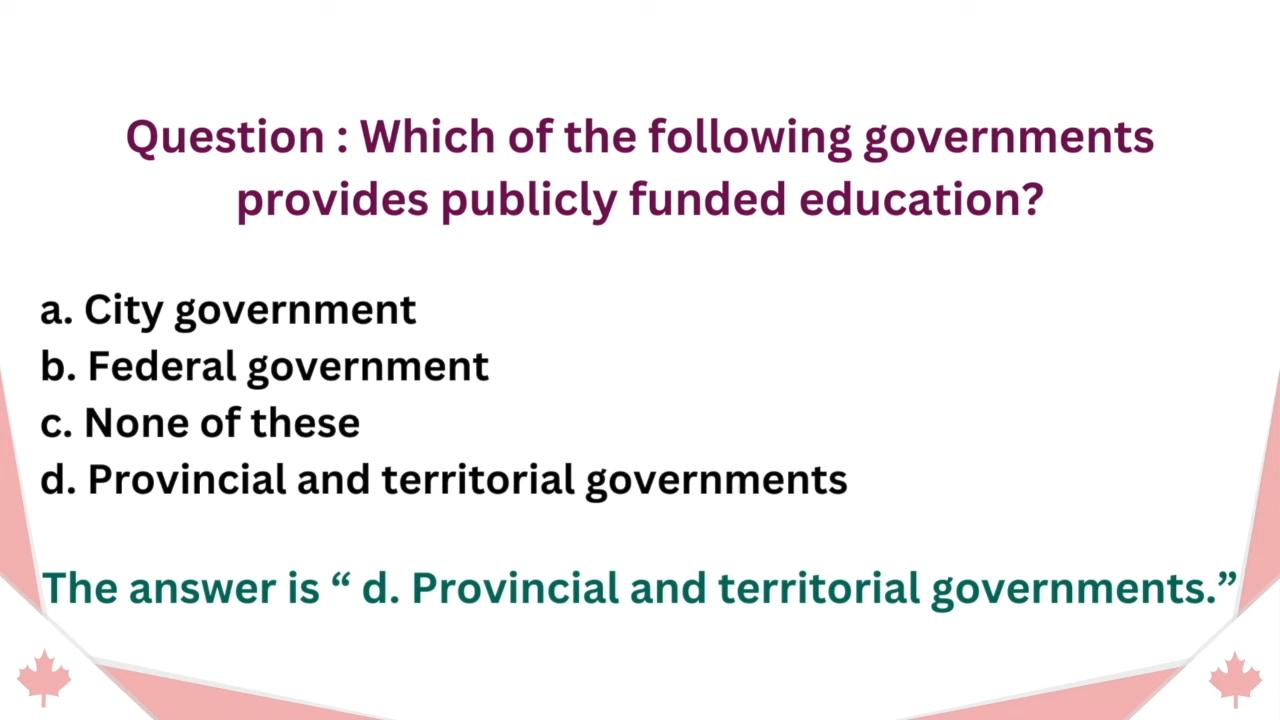 Question : Which of the following governments
provides publicly funded education?
a. City government
b. Federal government
c. None of these
d. Provincial and territorial governments
The answer is “ d. Provincial and territorial governments.”